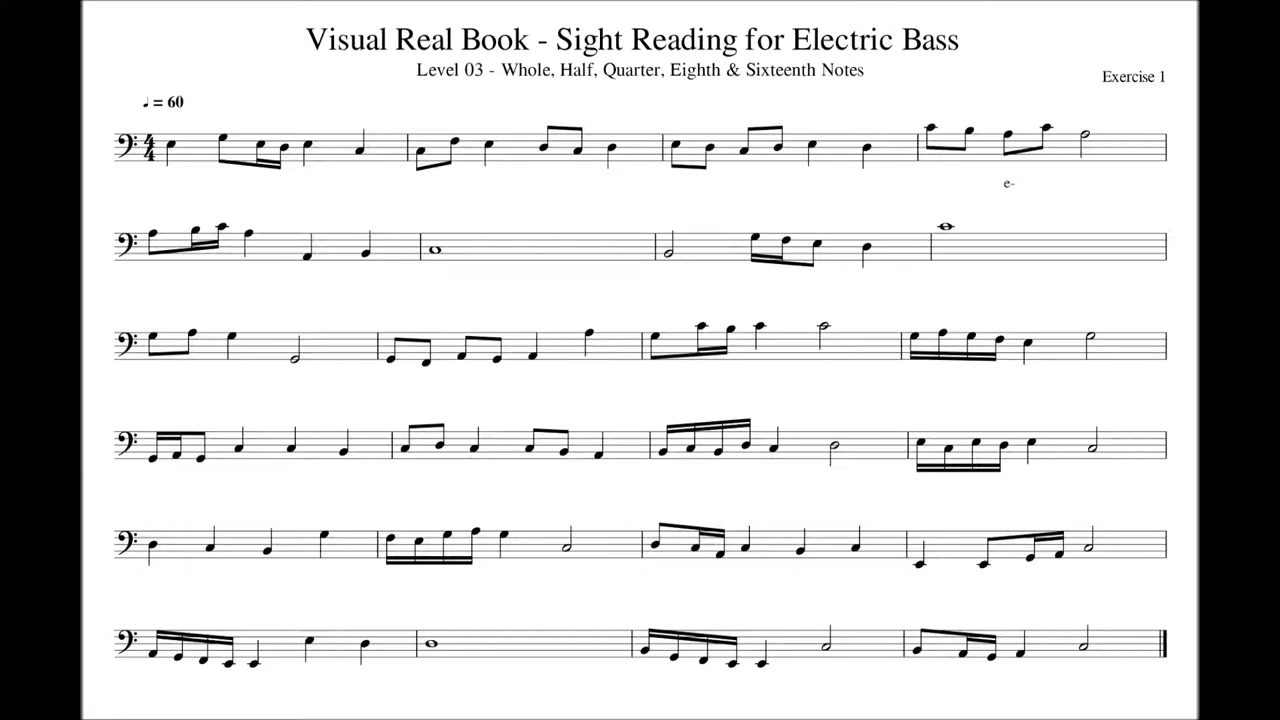 Visual Real Book - Sight Reading for Electric Bass
Level 03 - Whole, Half, Quarter, Eighth & Sixteenth Notes
Exercise 1
♩ = 60
4
4
e-